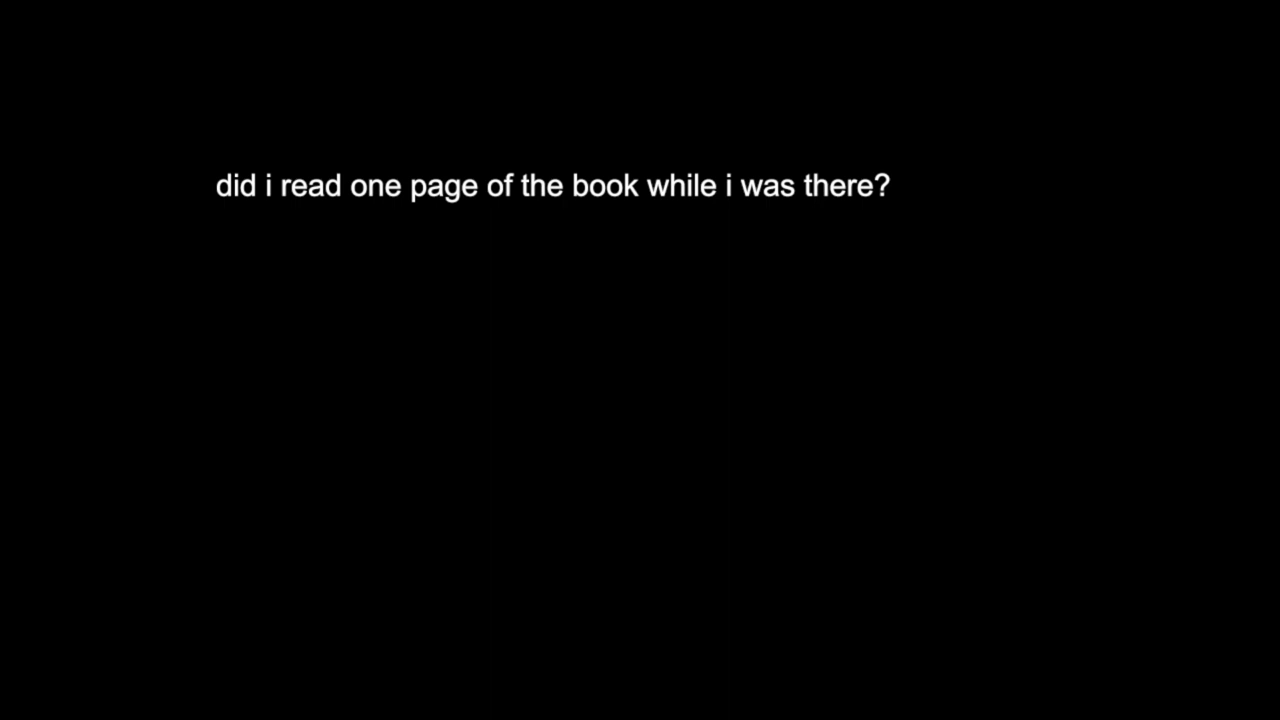 did i read one page of the book while i was there?